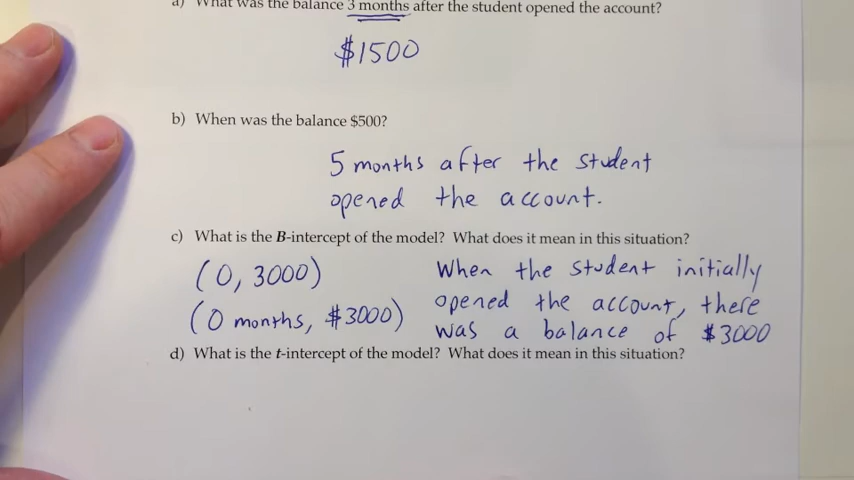 a) What was the balance 3 months after the student opened the account?
$1500
b) When was the balance $500?
5 months after the student
opened the account.
c) What is the B-intercept of the model? What does it mean in this situation?
(0, 3000)
(0 months, $3000)
When the student initially
opened the account, there
was a balance of $3000
d) What is the t-intercept of the model? What does it mean in this situation?